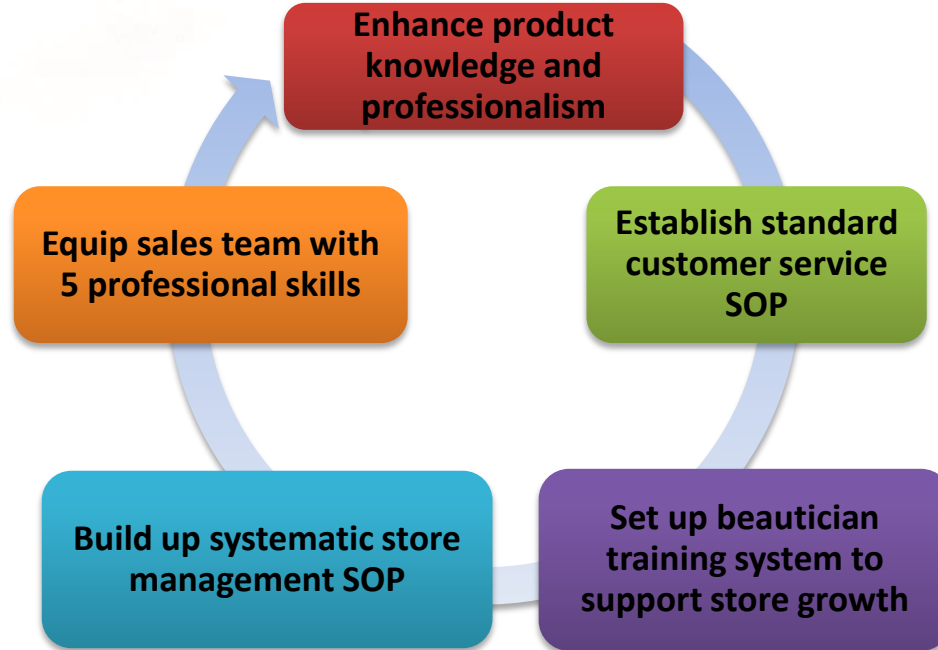 Enhance product
knowledge and
professionalism
Establish standard
customer service
SOP
Set up beautician
training system to
support store growth
Build up systematic store
management SOP
Equip sales team with
5 professional skills